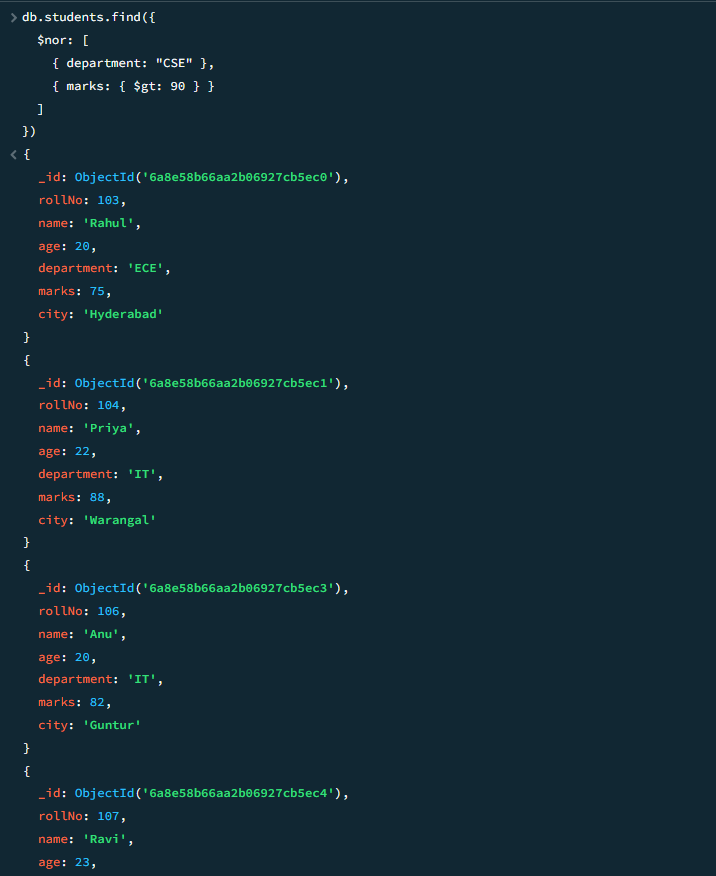 db.students.find({
$nor: [
{ department: "CSE" },
{ marks: { $gt: 90 } }
]
})
{
_id: ObjectId('6a8e58b66aa2b06927cb5ec0'),
rollNo: 103,
name: 'Rahul',
age: 20,
department: 'ECE',
marks: 75,
city: 'Hyderabad'
}
{
_id: ObjectId('6a8e58b66aa2b06927cb5ec1'),
rollNo: 104,
name: 'Priya',
age: 22,
department: 'IT',
marks: 88,
city: 'Warangal'
}
{
_id: ObjectId('6a8e58b66aa2b06927cb5ec3'),
rollNo: 106,
name: 'Anu',
age: 20,
department: 'IT',
marks: 82,
city: 'Guntur'
}
{
_id: ObjectId('6a8e58b66aa2b06927cb5ec4'),
rollNo: 107,
name: 'Ravi',
age: 23,